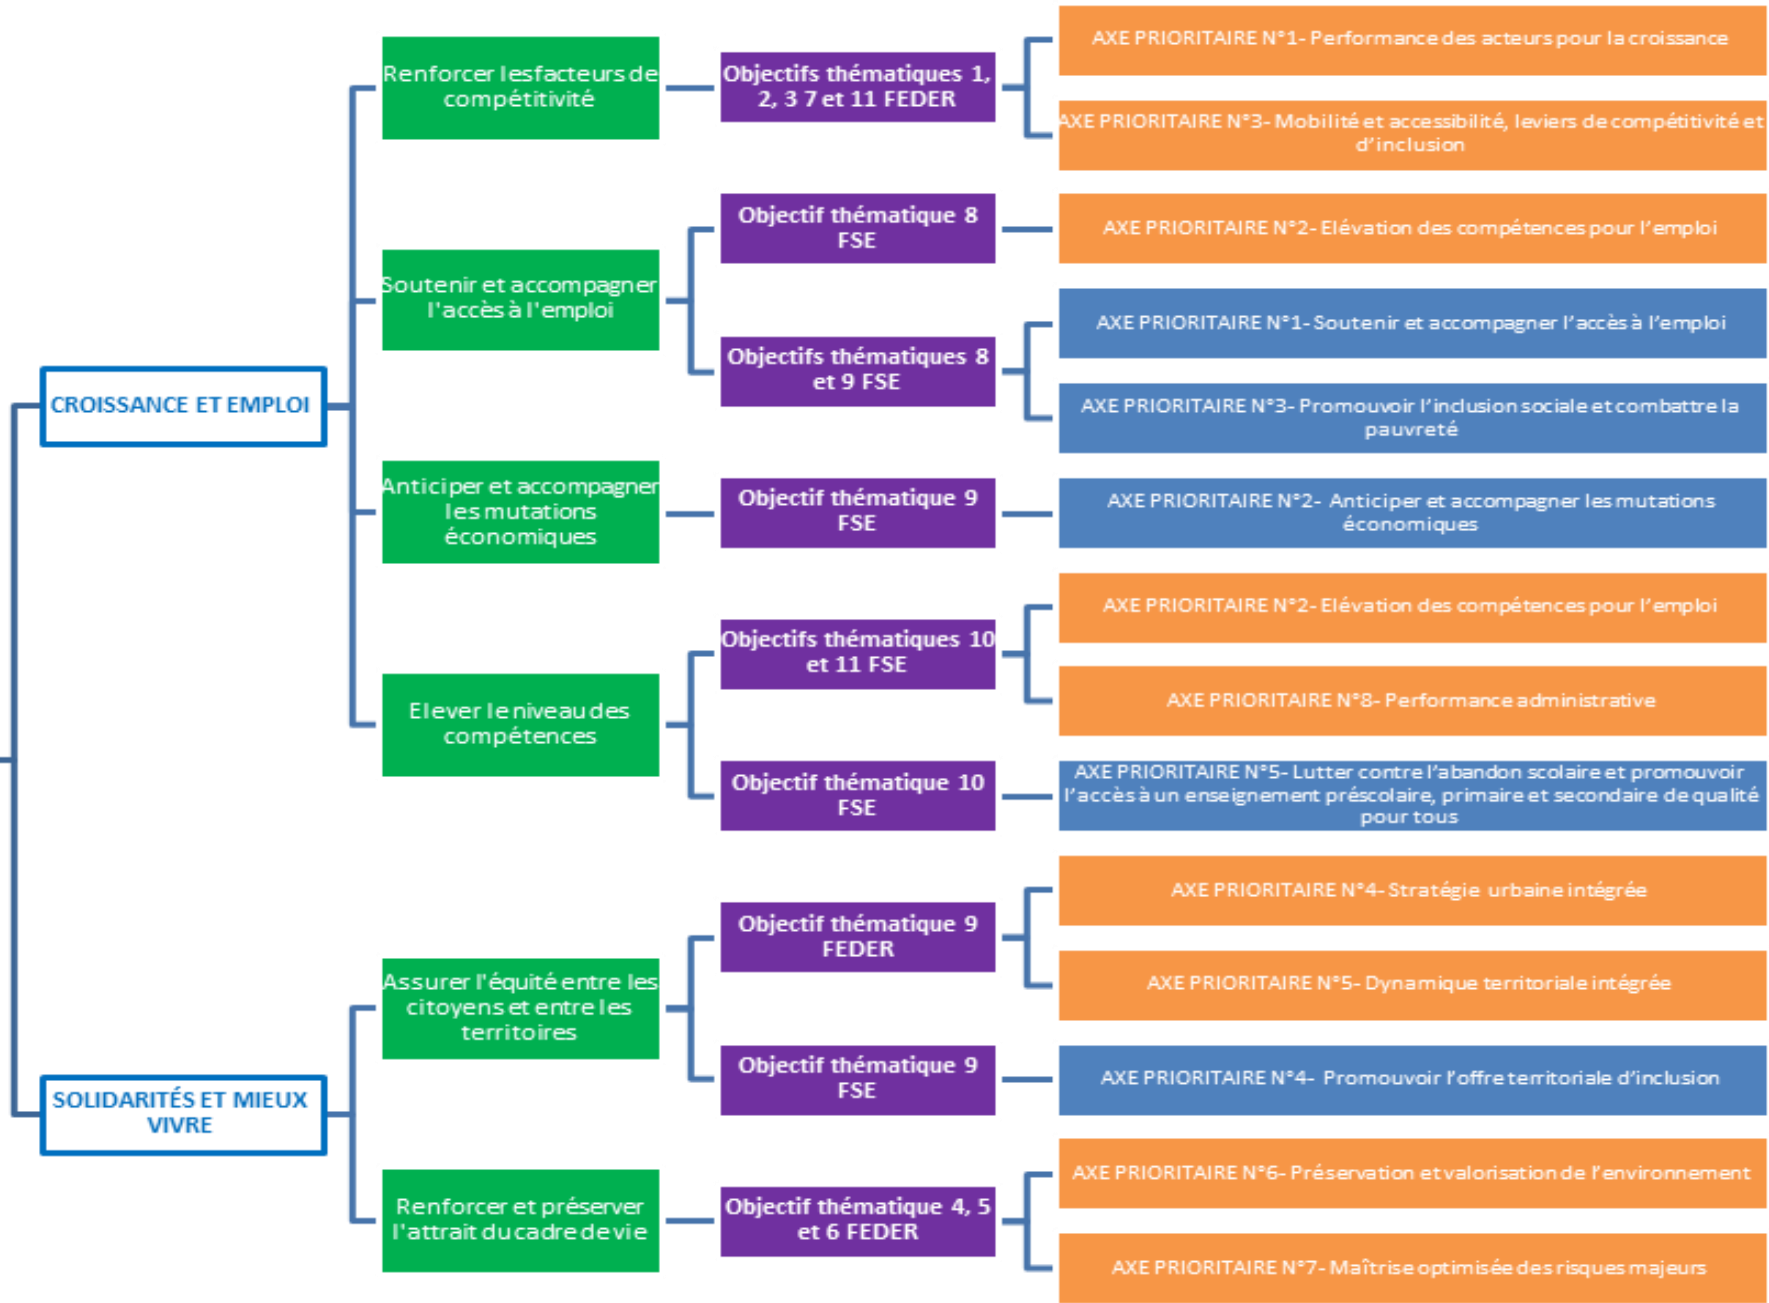 CROISSANCE ET EMPLOI
Renforcer lesfacteurs de
compétitivité
Objectifs thématiques 1,
2, 3 7 et 11 FEDER
AXE PRIORITAIRE N°1- Performance des acteurs pour la croissance
AXE PRIORITAIRE N°3- Mobilité et accessibilité, leviers de compétitivité et
d’inclusion
Soutenir et accompagner
l'accès à l'emploi
Objectif thématique 8
FSE
AXE PRIORITAIRE N°2- Elévation des compétences pour l’emploi
Objectifs thématiques 8
et 9 FSE
AXE PRIORITAIRE N°1- Soutenir et accompagner l’accès à l’emploi
AXE PRIORITAIRE N°3- Promouvoir l’inclusion sociale et combattre la
pauvreté
Anticiper et accompagner
les mutations
économiques
Objectif thématique 9
FSE
AXE PRIORITAIRE N°2- Anticiper et accompagner les mutations
économiques
Elever le niveau des
compétences
Objectifs thématiques 10
et 11 FSE
AXE PRIORITAIRE N°2- Elévation des compétences pour l’emploi
AXE PRIORITAIRE N°8- Performance administrative
Objectif thématique 10
FSE
AXE PRIORITAIRE N°5- Lutter contre l’abandon scolaire et promouvoir
l’accès à un enseignement préscolaire, primaire et secondaire de qualité
pour tous
SOLIDARITÉS ET MIEUX
VIVRE
Assurer l'équité entre les
citoyens et entre les
territoires
Objectif thématique 9
FEDER
AXE PRIORITAIRE N°4- Stratégie urbaine intégrée
AXE PRIORITAIRE N°5- Dynamique territoriale intégrée
Objectif thématique 9
FSE
AXE PRIORITAIRE N°4- Promouvoir l’offre territoriale d’inclusion
Renforcer et préserver
l'attrait du cadre de vie
Objectif thématique 4, 5
et 6 FEDER
AXE PRIORITAIRE N°6- Préservation et valorisation de l’environnement
AXE PRIORITAIRE N°7- Maîtrise optimisée des risques majeurs